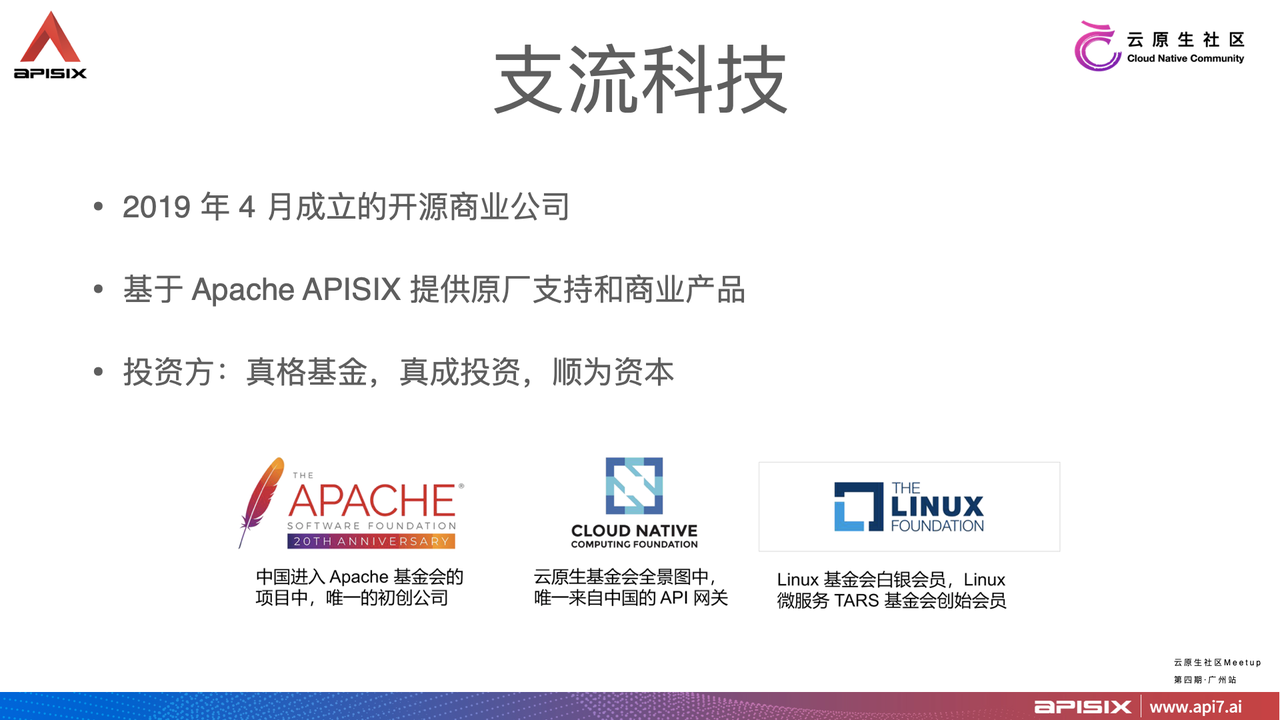 APISIX
云原生社区
Cloud Native Community
支流科技
• 2019 年 4 月成立的开源商业公司
• 基于 Apache APISIX 提供原厂支持和商业产品
• 投资方：真格基金，真成投资，顺为资本
THE
APACHE®
SOFTWARE FOUNDATION
20TH ANNIVERSARY
中国进入 Apache 基金会的
项目中，唯一的初创公司
CLOUD NATIVE
COMPUTING FOUNDATION
云原生基金会全景图中，
唯一来自中国的 API 网关
THE
LINUX
FOUNDATION
Linux 基金会白银会员，Linux
微服务 TARS 基金会创始会员
云原生社区Meetup
第四期·广州站
APISIX | www.api7.ai